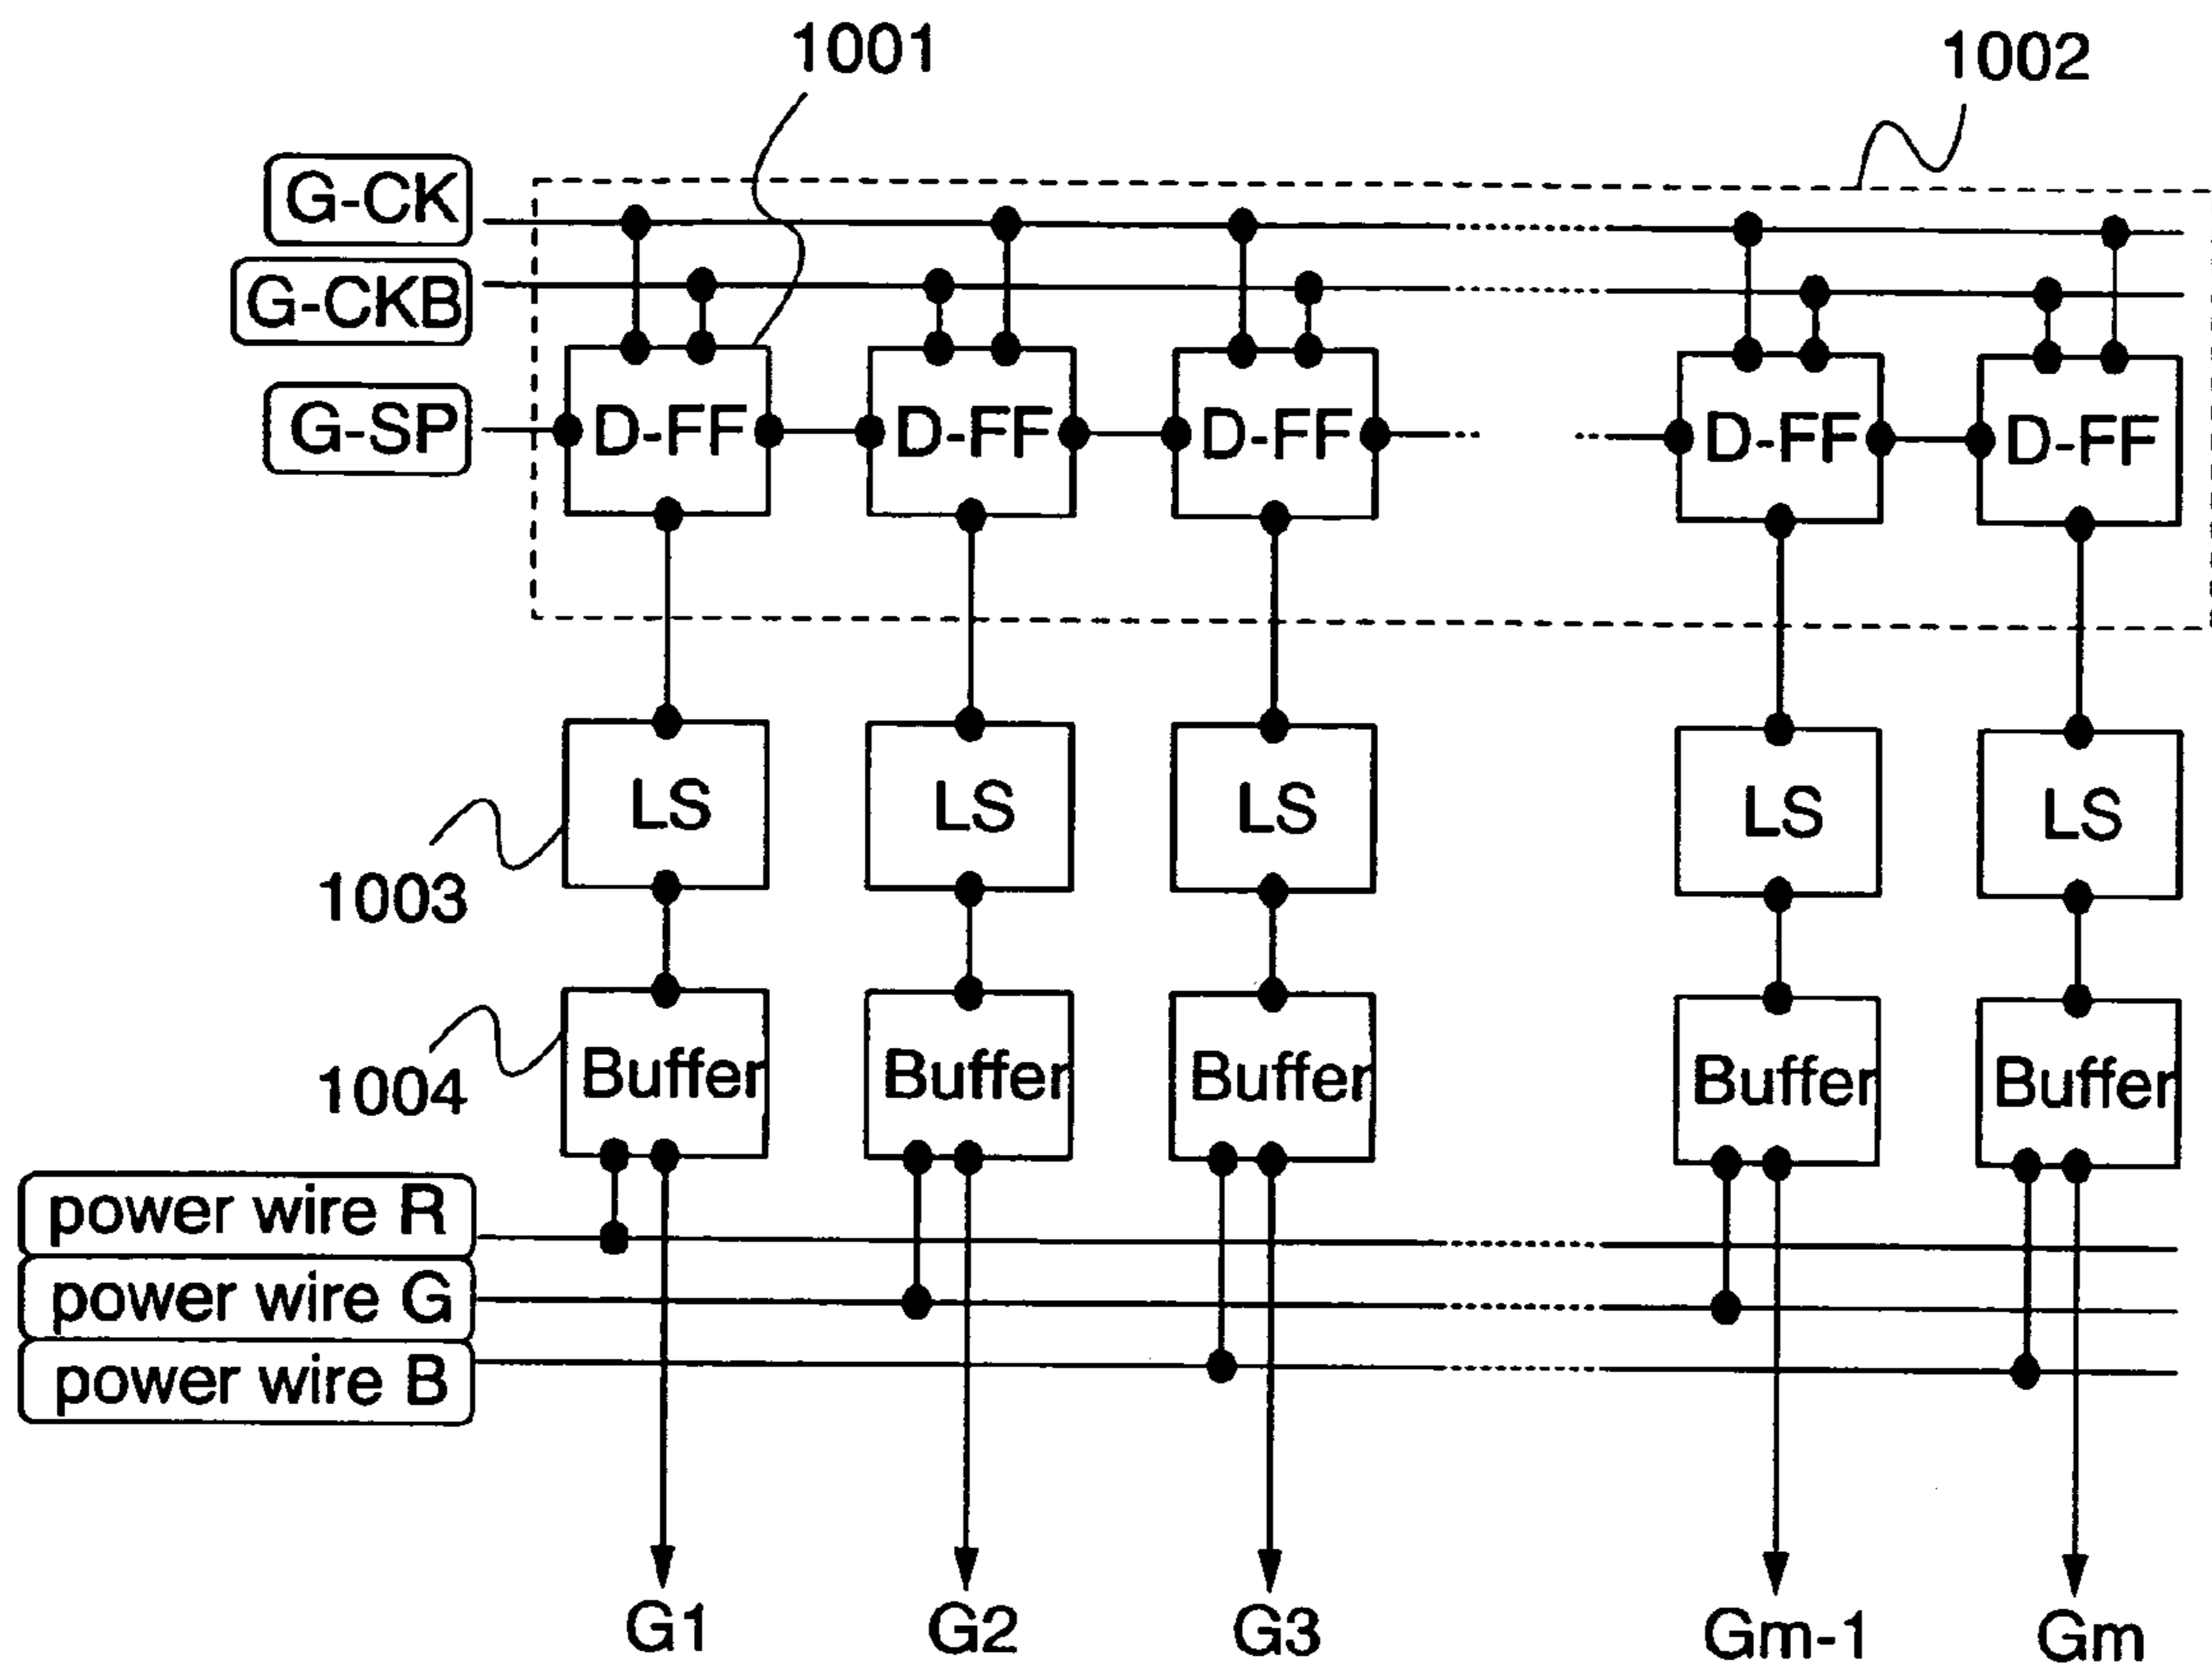 1001
1002
G-CK
G-CKB
G-SP
D-FF D-FF D-FF D-FF D-FF
LS LS LS LS LS
1003
Buffer Buffer Buffer Buffer Buffer
1004
power wire R
power wire G
power wire B
G1 G2 G3 Gm-1 Gm